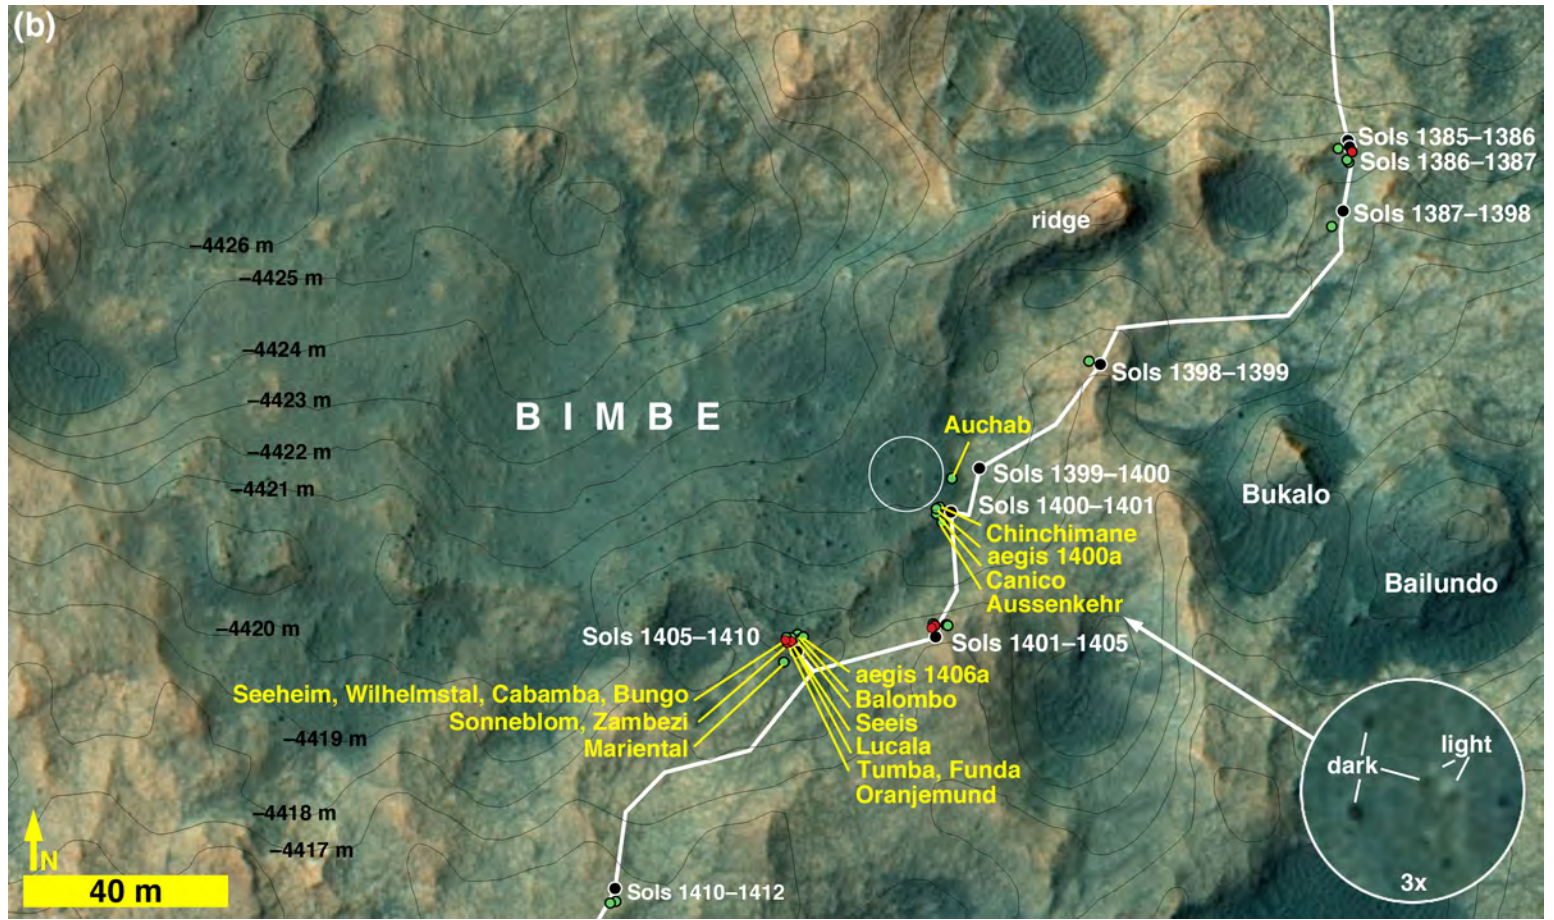 (b)
Sols 1385–1386
Sols 1386–1387
Sols 1387–1398
ridge
–4426 m
–4425 m
–4424 m
Sols 1398–1399
–4423 m
BIMBE
Auchab
–4422 m
Sols 1399–1400
–4421 m
Bukalo
Sols 1400–1401
Chinchimane
aegis 1400a
Canico
Bailundo
Aussenkehr
–4420 m
Sols 1405–1410
Sols 1401–1405
aegis 1406a
Seeheim, Wilhelmstal, Cabamba, Bungo
Balombo
Sonneblom, Zambezi
Seeis
–4419 m
Mariental
Lucala
light
dark
Tumba, Funda
Oranjemund
–4418 m
–4417 m
N
40 m
Sols 1410–1412
3x